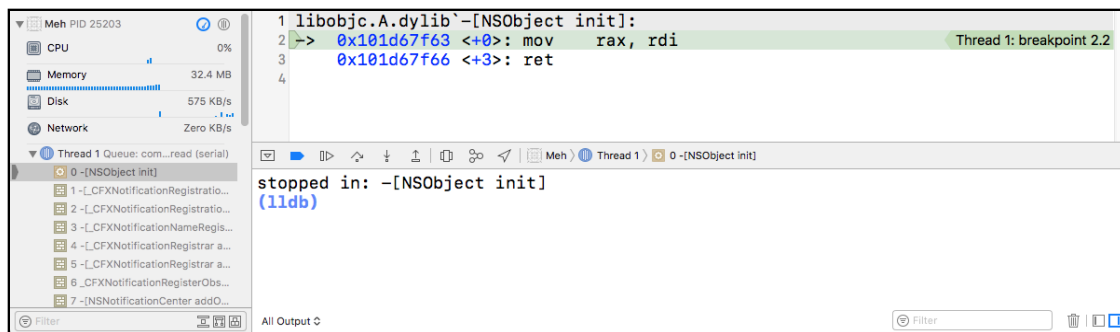 Meh PID 25203
CPU 0%
Memory 32.4 MB
Disk 575 KB/s
Network Zero KB/s
Thread 1 Queue: com...read (serial)
0 -[NSObject init]
1 -[_CFXNotificationRegistratio...
2 -[_CFXNotificationRegistratio...
3 -[_CFXNotificationNameRegis...
4 -[_CFXNotificationRegistrar a...
5 -[_CFXNotificationRegistrar a...
6 _CFXNotificationRegisterObs...
7 -[NSNotificationCenter addO...
Filter
1 libobjc.A.dylib`-[NSObject init]:
2 -> 0x101d67f63 <+0>: mov rax, rdi
Thread 1: breakpoint 2.2
3 0x101d67f66 <+3>: ret
4
Meh Thread 1 0 -[NSObject init]
stopped in: -[NSObject init]
(lldb)
All Output
Filter